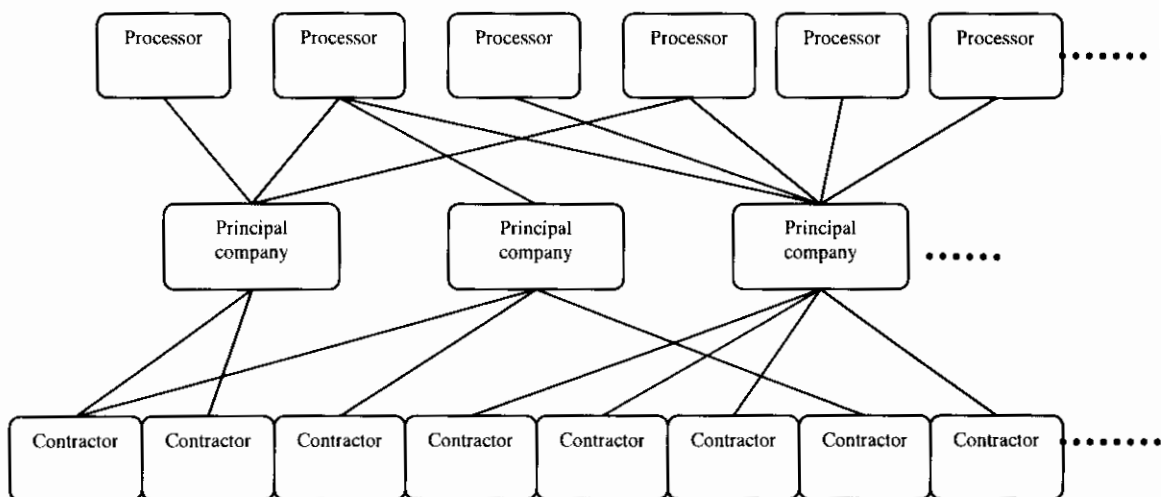 Processor Processor Processor Processor Processor Processor
Principal Principal Principal
company company company
Contractor Contractor Contractor Contractor Contractor Contractor Contractor Contractor